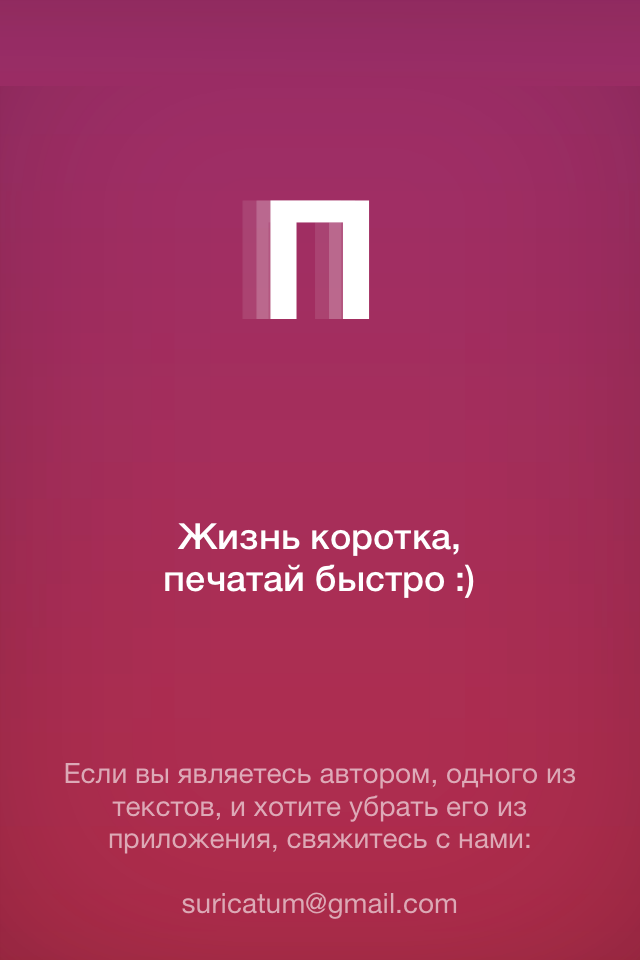 П
Жизнь коротка,
печатай быстро :)
Если вы являетесь автором, одного из
текстов, и хотите убрать его из
приложения, свяжитесь с нами:
suricatum@gmail.com